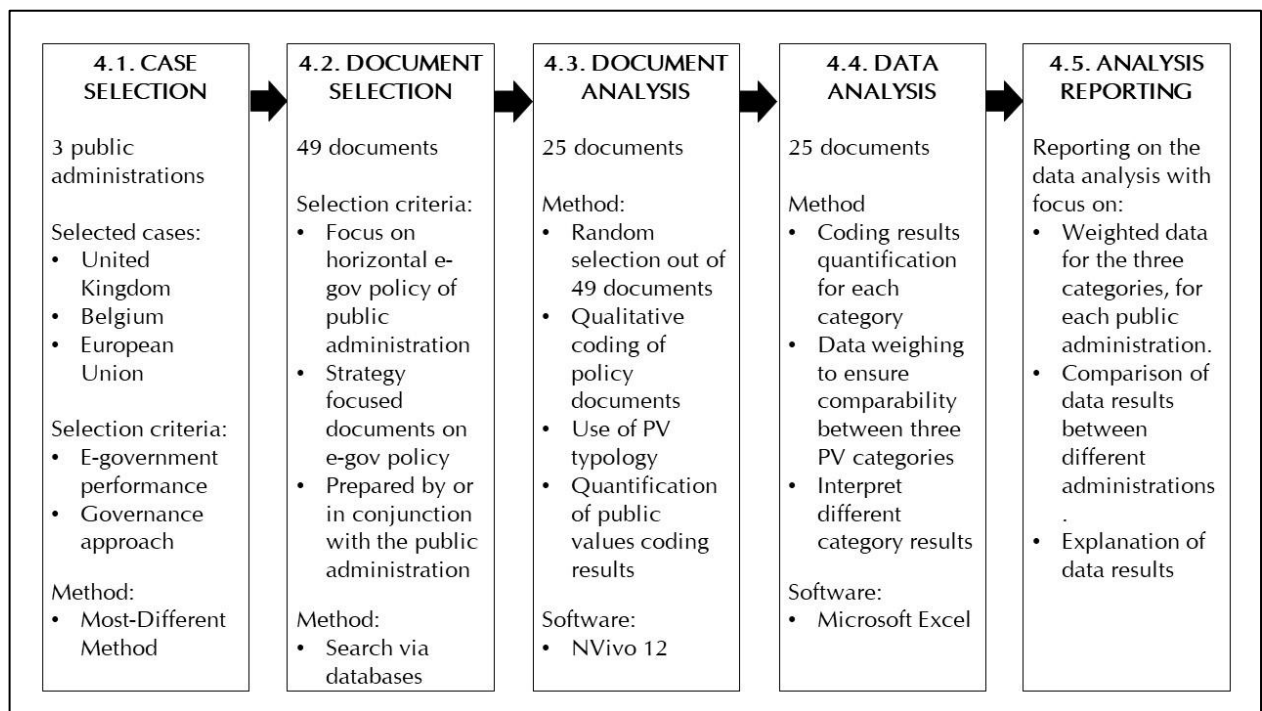 4.1. CASE
SELECTION
3 public
administrations
Selected cases:
• United
Kingdom
• Belgium
• European
Union
Selection criteria:
• E-government
performance
• Governance
approach
Method:
• Most-Different
Method
4.2. DOCUMENT
SELECTION
49 documents
Selection criteria:
• Focus on
horizontal e-
gov policy of
public
administration
• Strategy
focused
documents on
e-gov policy
• Prepared by or
in conjunction
with the public
administration
Method:
• Search via
databases
4.3. DOCUMENT
ANALYSIS
25 documents
Method:
• Random
selection out of
49 documents
• Qualitative
coding of
policy
documents
• Use of PV
typology
• Quantification
of public
values coding
results
Software:
• NVivo 12
4.4. DATA
ANALYSIS
25 documents
Method
• Coding results
quantification
for each
category
• Data weighing
to ensure
comparability
between three
PV categories
• Interpret
different
category results
Software:
• Microsoft Excel
4.5. ANALYSIS
REPORTING
Reporting on the
data analysis with
focus on:
• Weighted data
for the three
categories, for
each public
administration.
• Comparison of
data results
between
different
administrations
.
• Explanation of
data results